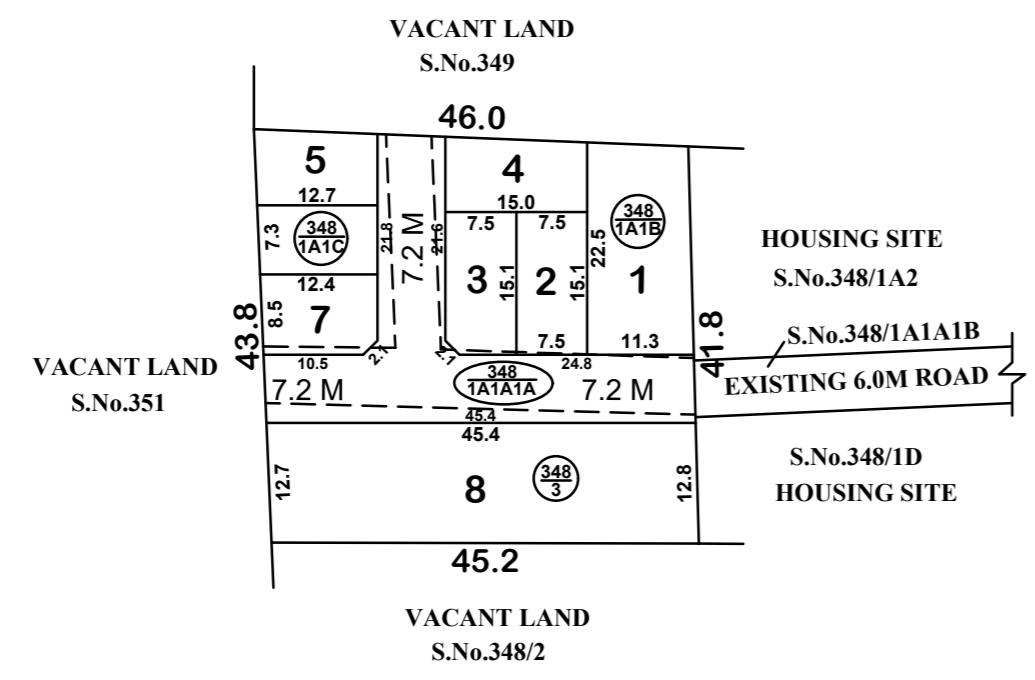 VACANT LAND
S.No.349
46.0
5
4
12.7
15.0
7.3
348
1A1C
21.8
7.2 M
21.6
7.5
7.5
22.5
348
1A1B
HOUSING SITE
S.No.348/1A2
12.4
3
15.1
2
15.1
1
8.5
7
43.8
7.5
11.3
41.8
S.No.348/1A1A1B
VACANT LAND
S.No.351
10.5
2.1
2.1
24.8
7.2 M
348
1A1A1A
7.2 M
EXISTING 6.0M ROAD
45.4
45.4
12.7
8
348
3
12.8
S.No.348/1D
HOUSING SITE
45.2
VACANT LAND
S.No.348/2